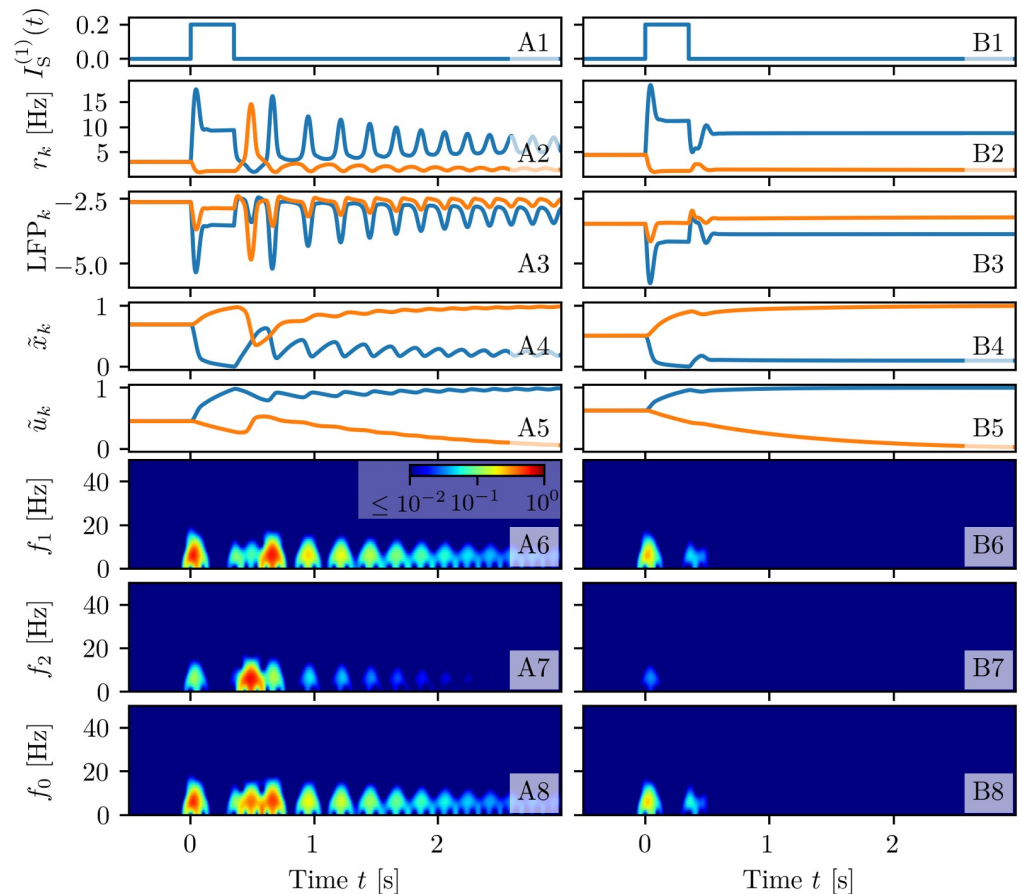 I_S^(1)(t)
0.2
0.0
A1
B1
r_k [Hz]
15
10
5
A2
B2
LFP_k
−2.5
−5.0
A3
B3
x̃_k
1
0
A4
B4
ũ_k
1
0
A5
B5
f_1 [Hz]
40
20
0
≤ 10^−2 10^−1 10^0
A6
B6
f_2 [Hz]
40
20
0
A7
B7
f_0 [Hz]
40
20
0
A8
B8
0 1 2
0 1 2
Time t [s]
Time t [s]